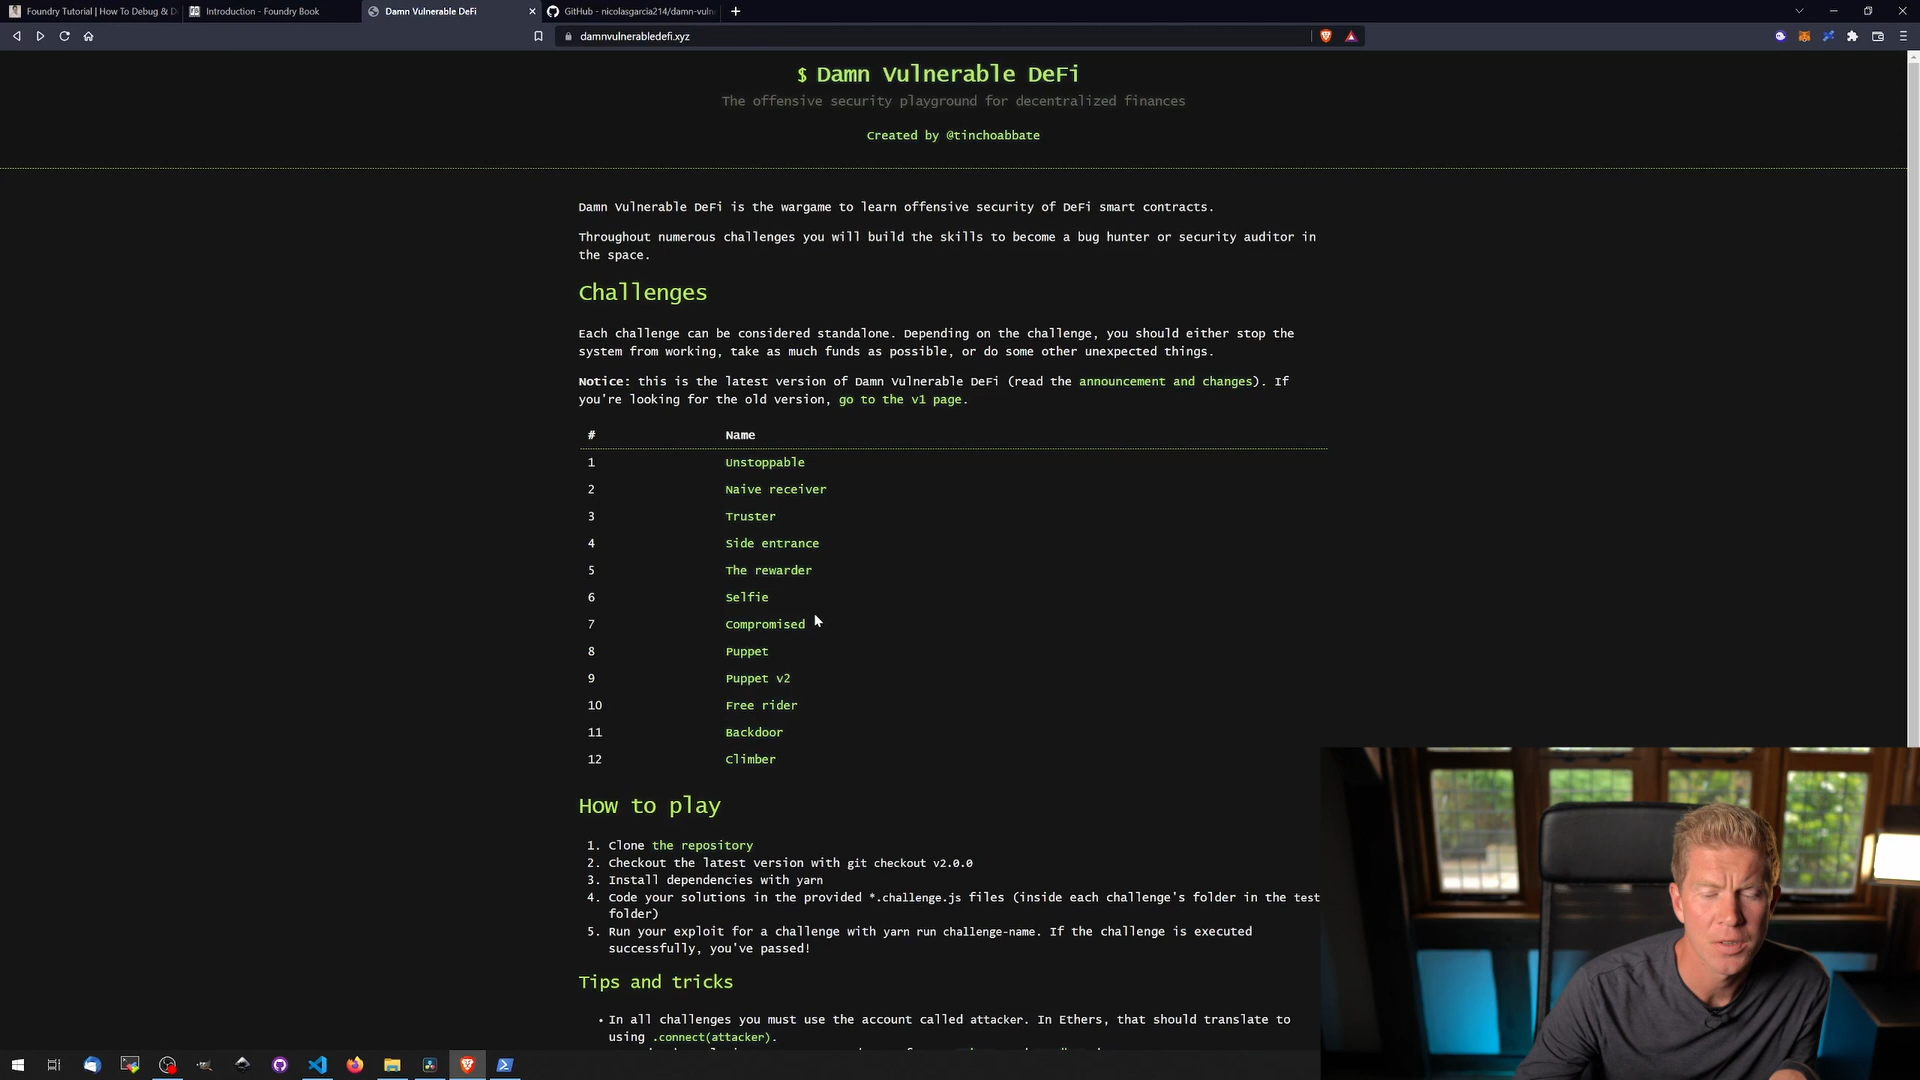 Foundry Tutorial | How To Debug & D
Introduction - Foundry Book
Damn Vulnerable DeFi
GitHub - nicolasgarcia214/damn-vuln
damnvulnerabledefi.xyz
$ Damn Vulnerable DeFi
The offensive security playground for decentralized finances
Created by @tinchoabbate
Damn Vulnerable DeFi is the wargame to learn offensive security of DeFi smart contracts.
Throughout numerous challenges you will build the skills to become a bug hunter or security auditor in
the space.
Challenges
Each challenge can be considered standalone. Depending on the challenge, you should either stop the
system from working, take as much funds as possible, or do some other unexpected things.
Notice: this is the latest version of Damn Vulnerable DeFi (read the announcement and changes). If
you're looking for the old version, go to the v1 page.
# Name
1 Unstoppable
2 Naive receiver
3 Truster
4 Side entrance
5 The rewarder
6 Selfie
7 Compromised
8 Puppet
9 Puppet v2
10 Free rider
11 Backdoor
12 Climber
How to play
1. Clone the repository
2. Checkout the latest version with git checkout v2.0.0
3. Install dependencies with yarn
4. Code your solutions in the provided *.challenge.js files (inside each challenge's folder in the test
folder)
5. Run your exploit for a challenge with yarn run challenge-name. If the challenge is executed
successfully, you've passed!
Tips and tricks
• In all challenges you must use the account called attacker. In Ethers, that should translate to
using .connect(attacker).